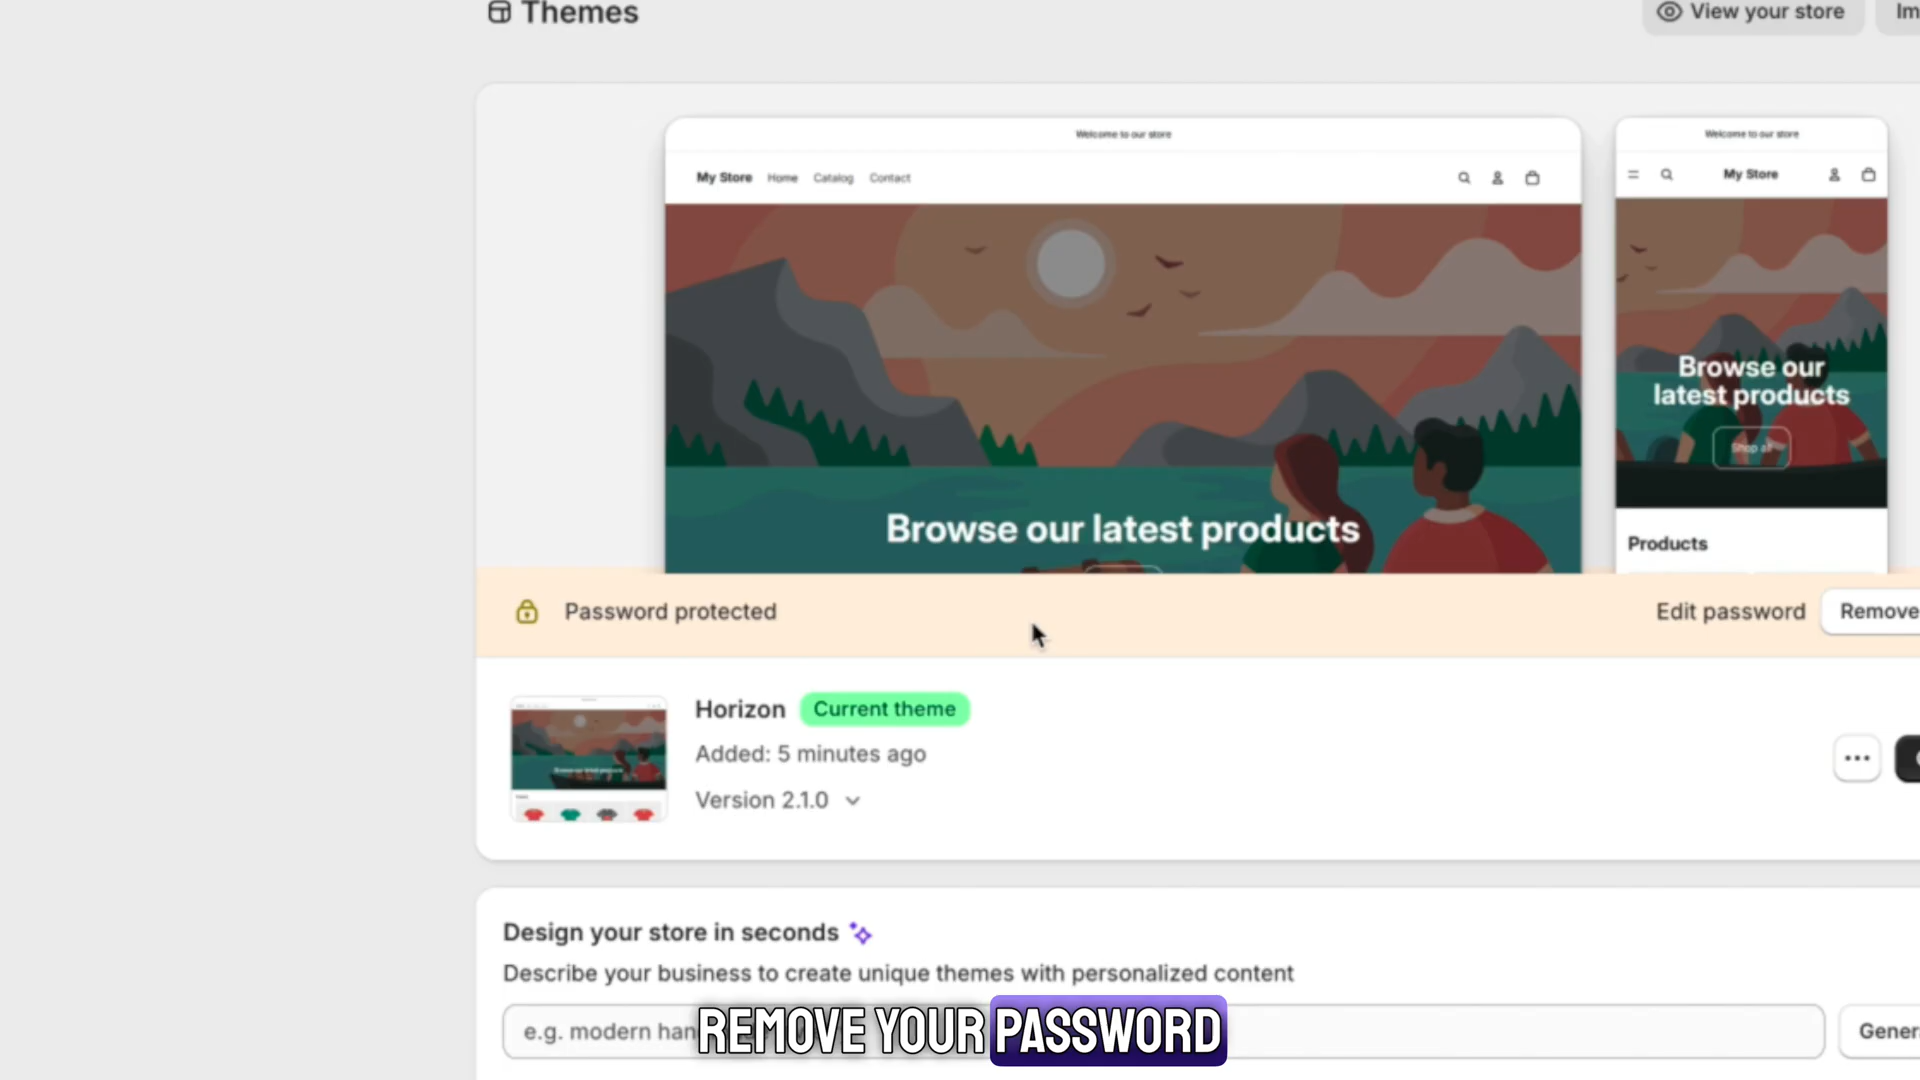 Themes
View your store
Im
Welcome to our store
My Store Home Catalog Contact
Browse our latest products
Welcome to our store
My Store
Browse our
latest products
Shop all
Products
Password protected
Edit password
Remove
Horizon Current theme
Added: 5 minutes ago
Version 2.1.0
Design your store in seconds
Describe your business to create unique themes with personalized content
e.g. modern han
Gener
REMOVE YOUR PASSWORD